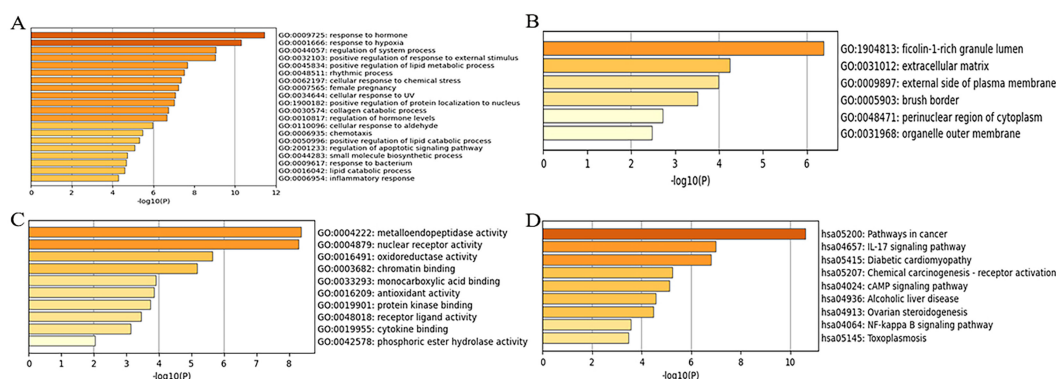 A
GO:0009725: response to hormone
GO:0001666: response to hypoxia
GO:0044057: regulation of system process
GO:0032103: positive regulation of response to external stimulus
GO:0045834: positive regulation of lipid metabolic process
GO:0048511: rhythmic process
GO:0062197: cellular response to chemical stress
GO:0007565: female pregnancy
GO:0034644: cellular response to UV
GO:1900182: positive regulation of protein localization to nucleus
GO:0030574: collagen catabolic process
GO:0010817: regulation of hormone levels
GO:0110096: cellular response to aldehyde
GO:0006935: chemotaxis
GO:0050996: positive regulation of lipid catabolic process
GO:2001233: regulation of apoptotic signaling pathway
GO:0044283: small molecule biosynthetic process
GO:0009617: response to bacterium
GO:0016042: lipid catabolic process
GO:0006954: inflammatory response
0 2 4 6 8 10 12
-log10(P)
B
GO:1904813: ficolin-1-rich granule lumen
GO:0031012: extracellular matrix
GO:0009897: external side of plasma membrane
GO:0005903: brush border
GO:0048471: perinuclear region of cytoplasm
GO:0031968: organelle outer membrane
0 1 2 3 4 5 6
-log10(P)
C
GO:0004222: metalloendopeptidase activity
GO:0004879: nuclear receptor activity
GO:0016491: oxidoreductase activity
GO:0003682: chromatin binding
GO:0033293: monocarboxylic acid binding
GO:0016209: antioxidant activity
GO:0019901: protein kinase binding
GO:0048018: receptor ligand activity
GO:0019955: cytokine binding
GO:0042578: phosphoric ester hydrolase activity
0 1 2 3 4 5 6 7 8
-log10(P)
D
hsa05200: Pathways in cancer
hsa04657: IL-17 signaling pathway
hsa05415: Diabetic cardiomyopathy
hsa05207: Chemical carcinogenesis - receptor activation
hsa04024: cAMP signaling pathway
hsa04936: Alcoholic liver disease
hsa04913: Ovarian steroidogenesis
hsa04064: NF-kappa B signaling pathway
hsa05145: Toxoplasmosis
0 2 4 6 8 10
-log10(P)